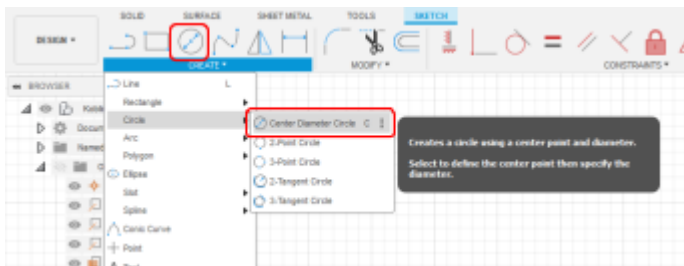 SOLID SURFACE SHEET METAL TOOLS SKETCH
DESIGN
CREATE MODIFY CONSTRAINTS
BROWSER
Line L
Rectangle
Circle
Arc
Polygon
Ellipse
Slot
Spline
Conic Curve
Point
Center Diameter Circle C
2-Point Circle
3-Point Circle
2-Tangent Circle
3-Tangent Circle
Creates a circle using a center point and diameter.
Select to define the center point then specify the
diameter.
Docum
Named